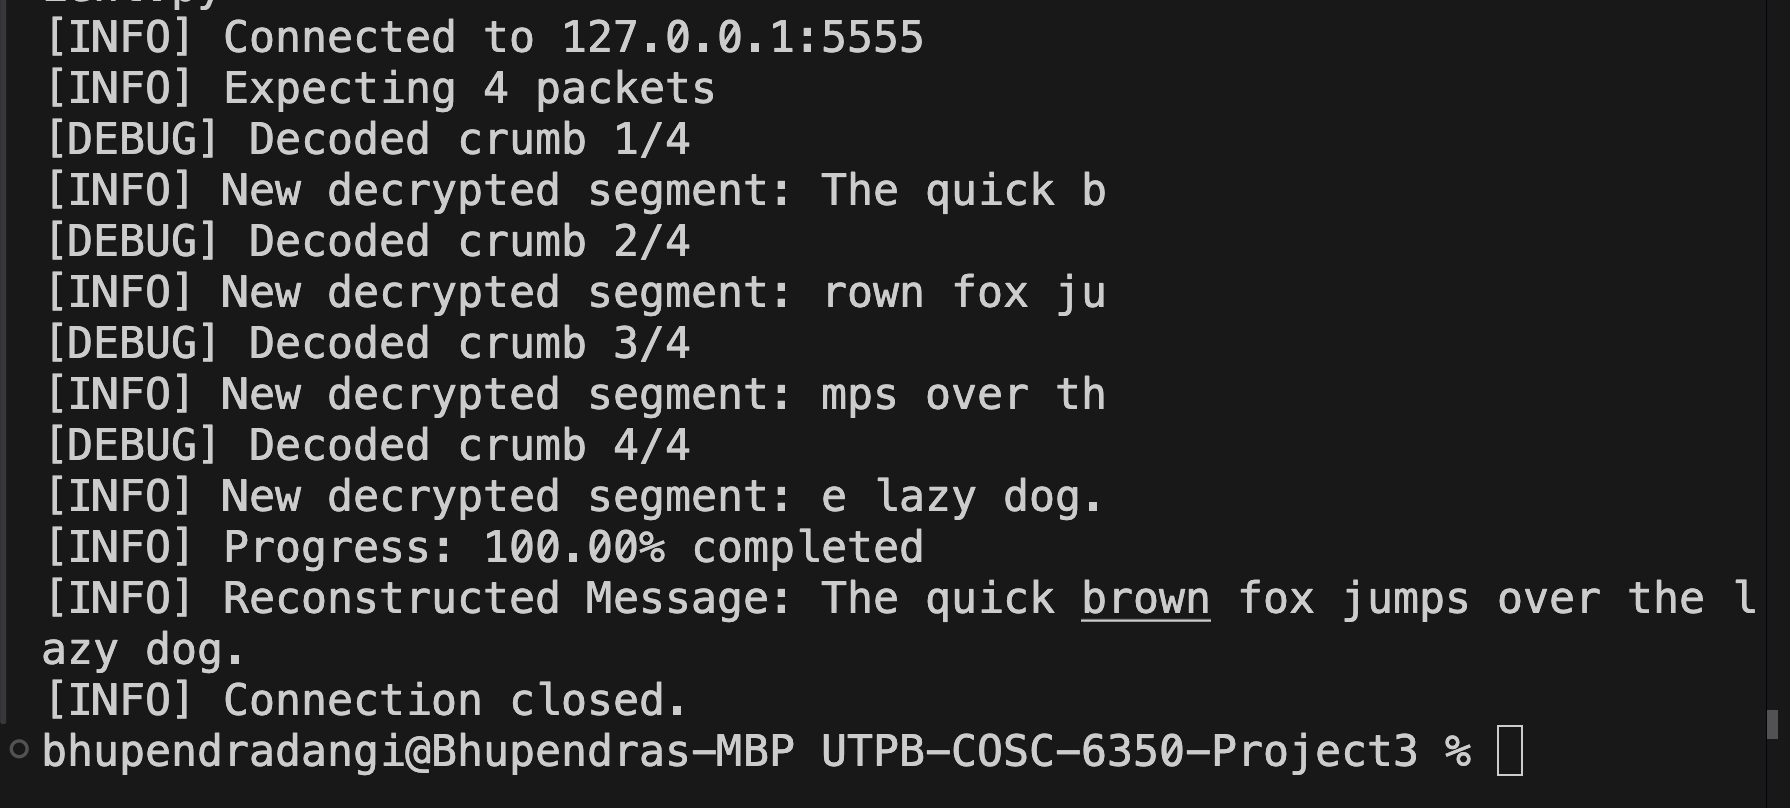 [INFO] Connected to 127.0.0.1:5555
[INFO] Expecting 4 packets
[DEBUG] Decoded crumb 1/4
[INFO] New decrypted segment: The quick b
[DEBUG] Decoded crumb 2/4
[INFO] New decrypted segment: rown fox ju
[DEBUG] Decoded crumb 3/4
[INFO] New decrypted segment: mps over th
[DEBUG] Decoded crumb 4/4
[INFO] New decrypted segment: e lazy dog.
[INFO] Progress: 100.00% completed
[INFO] Reconstructed Message: The quick brown fox jumps over the l
azy dog.
[INFO] Connection closed.
bhupendradangi@Bhupendras-MBP UTPB-COSC-6350-Project3 %